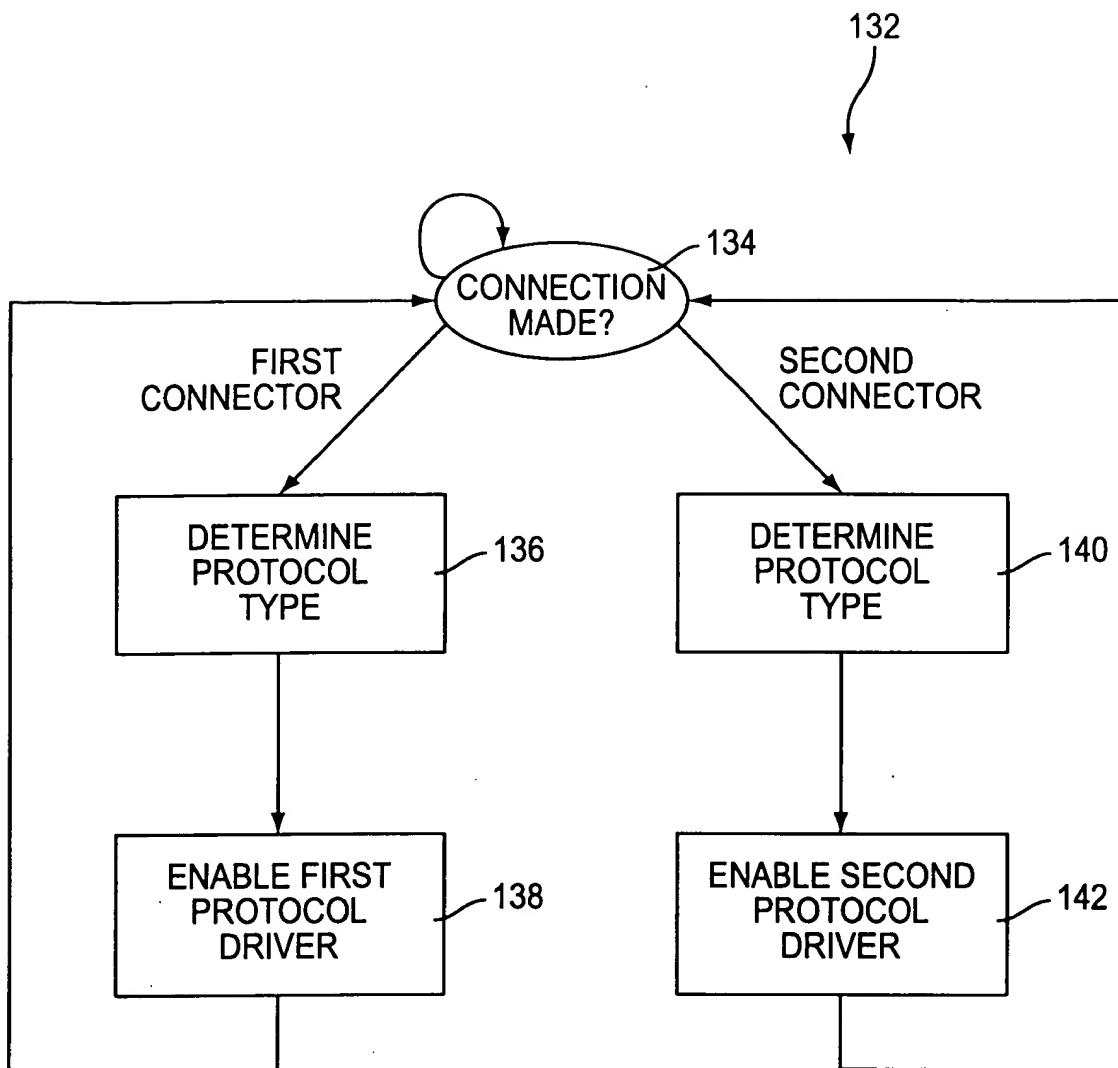 132
134
CONNECTION
MADE?
FIRST
CONNECTOR
SECOND
CONNECTOR
DETERMINE
PROTOCOL
TYPE
136
DETERMINE
PROTOCOL
TYPE
140
ENABLE FIRST
PROTOCOL
DRIVER
138
ENABLE SECOND
PROTOCOL
DRIVER
142